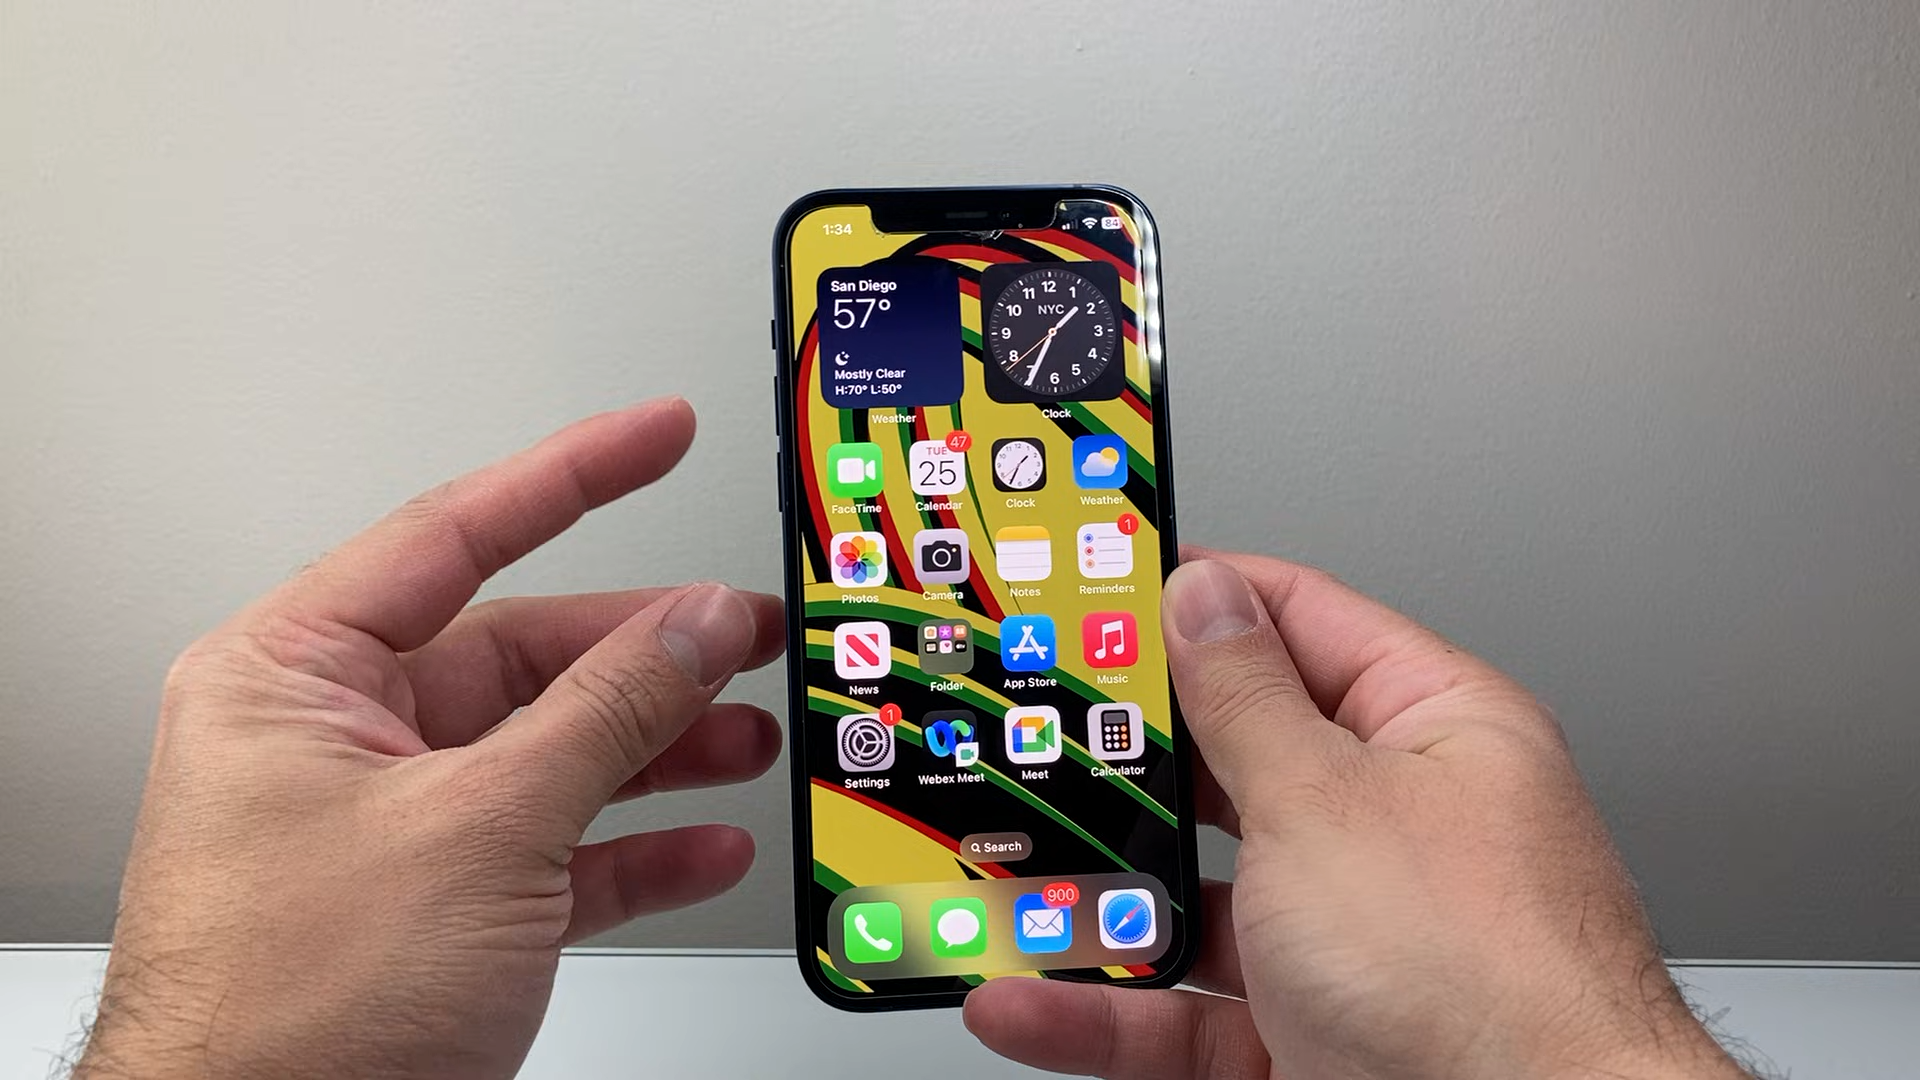 1:34
84
San Diego
57°
Mostly Clear
H:70° L:50°
Weather
11 12 1
10 NYC 2
9 3
8 4
7 6 5
Clock
47
TUE
25
FaceTime
Calendar
Clock
Weather
1
Photos
Camera
Notes
Reminders
News
Folder
App Store
Music
1
Settings
Webex Meet
Meet
Calculator
Search
900